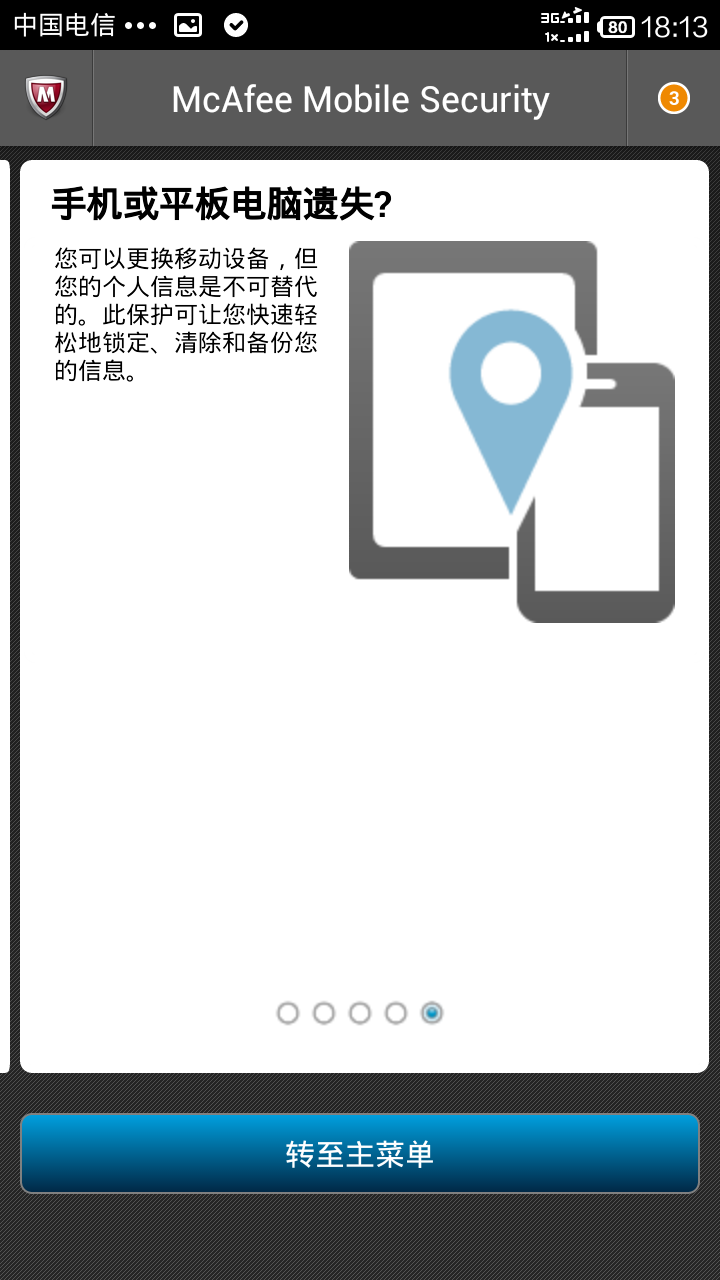 中国电信 ••• 3G 1x 80 18:13
M McAfee Mobile Security 3
手机或平板电脑遗失?
您可以更换移动设备，但
您的个人信息是不可替代
的。此保护可让您快速轻
松地锁定、清除和备份您
的信息。
转至主菜单